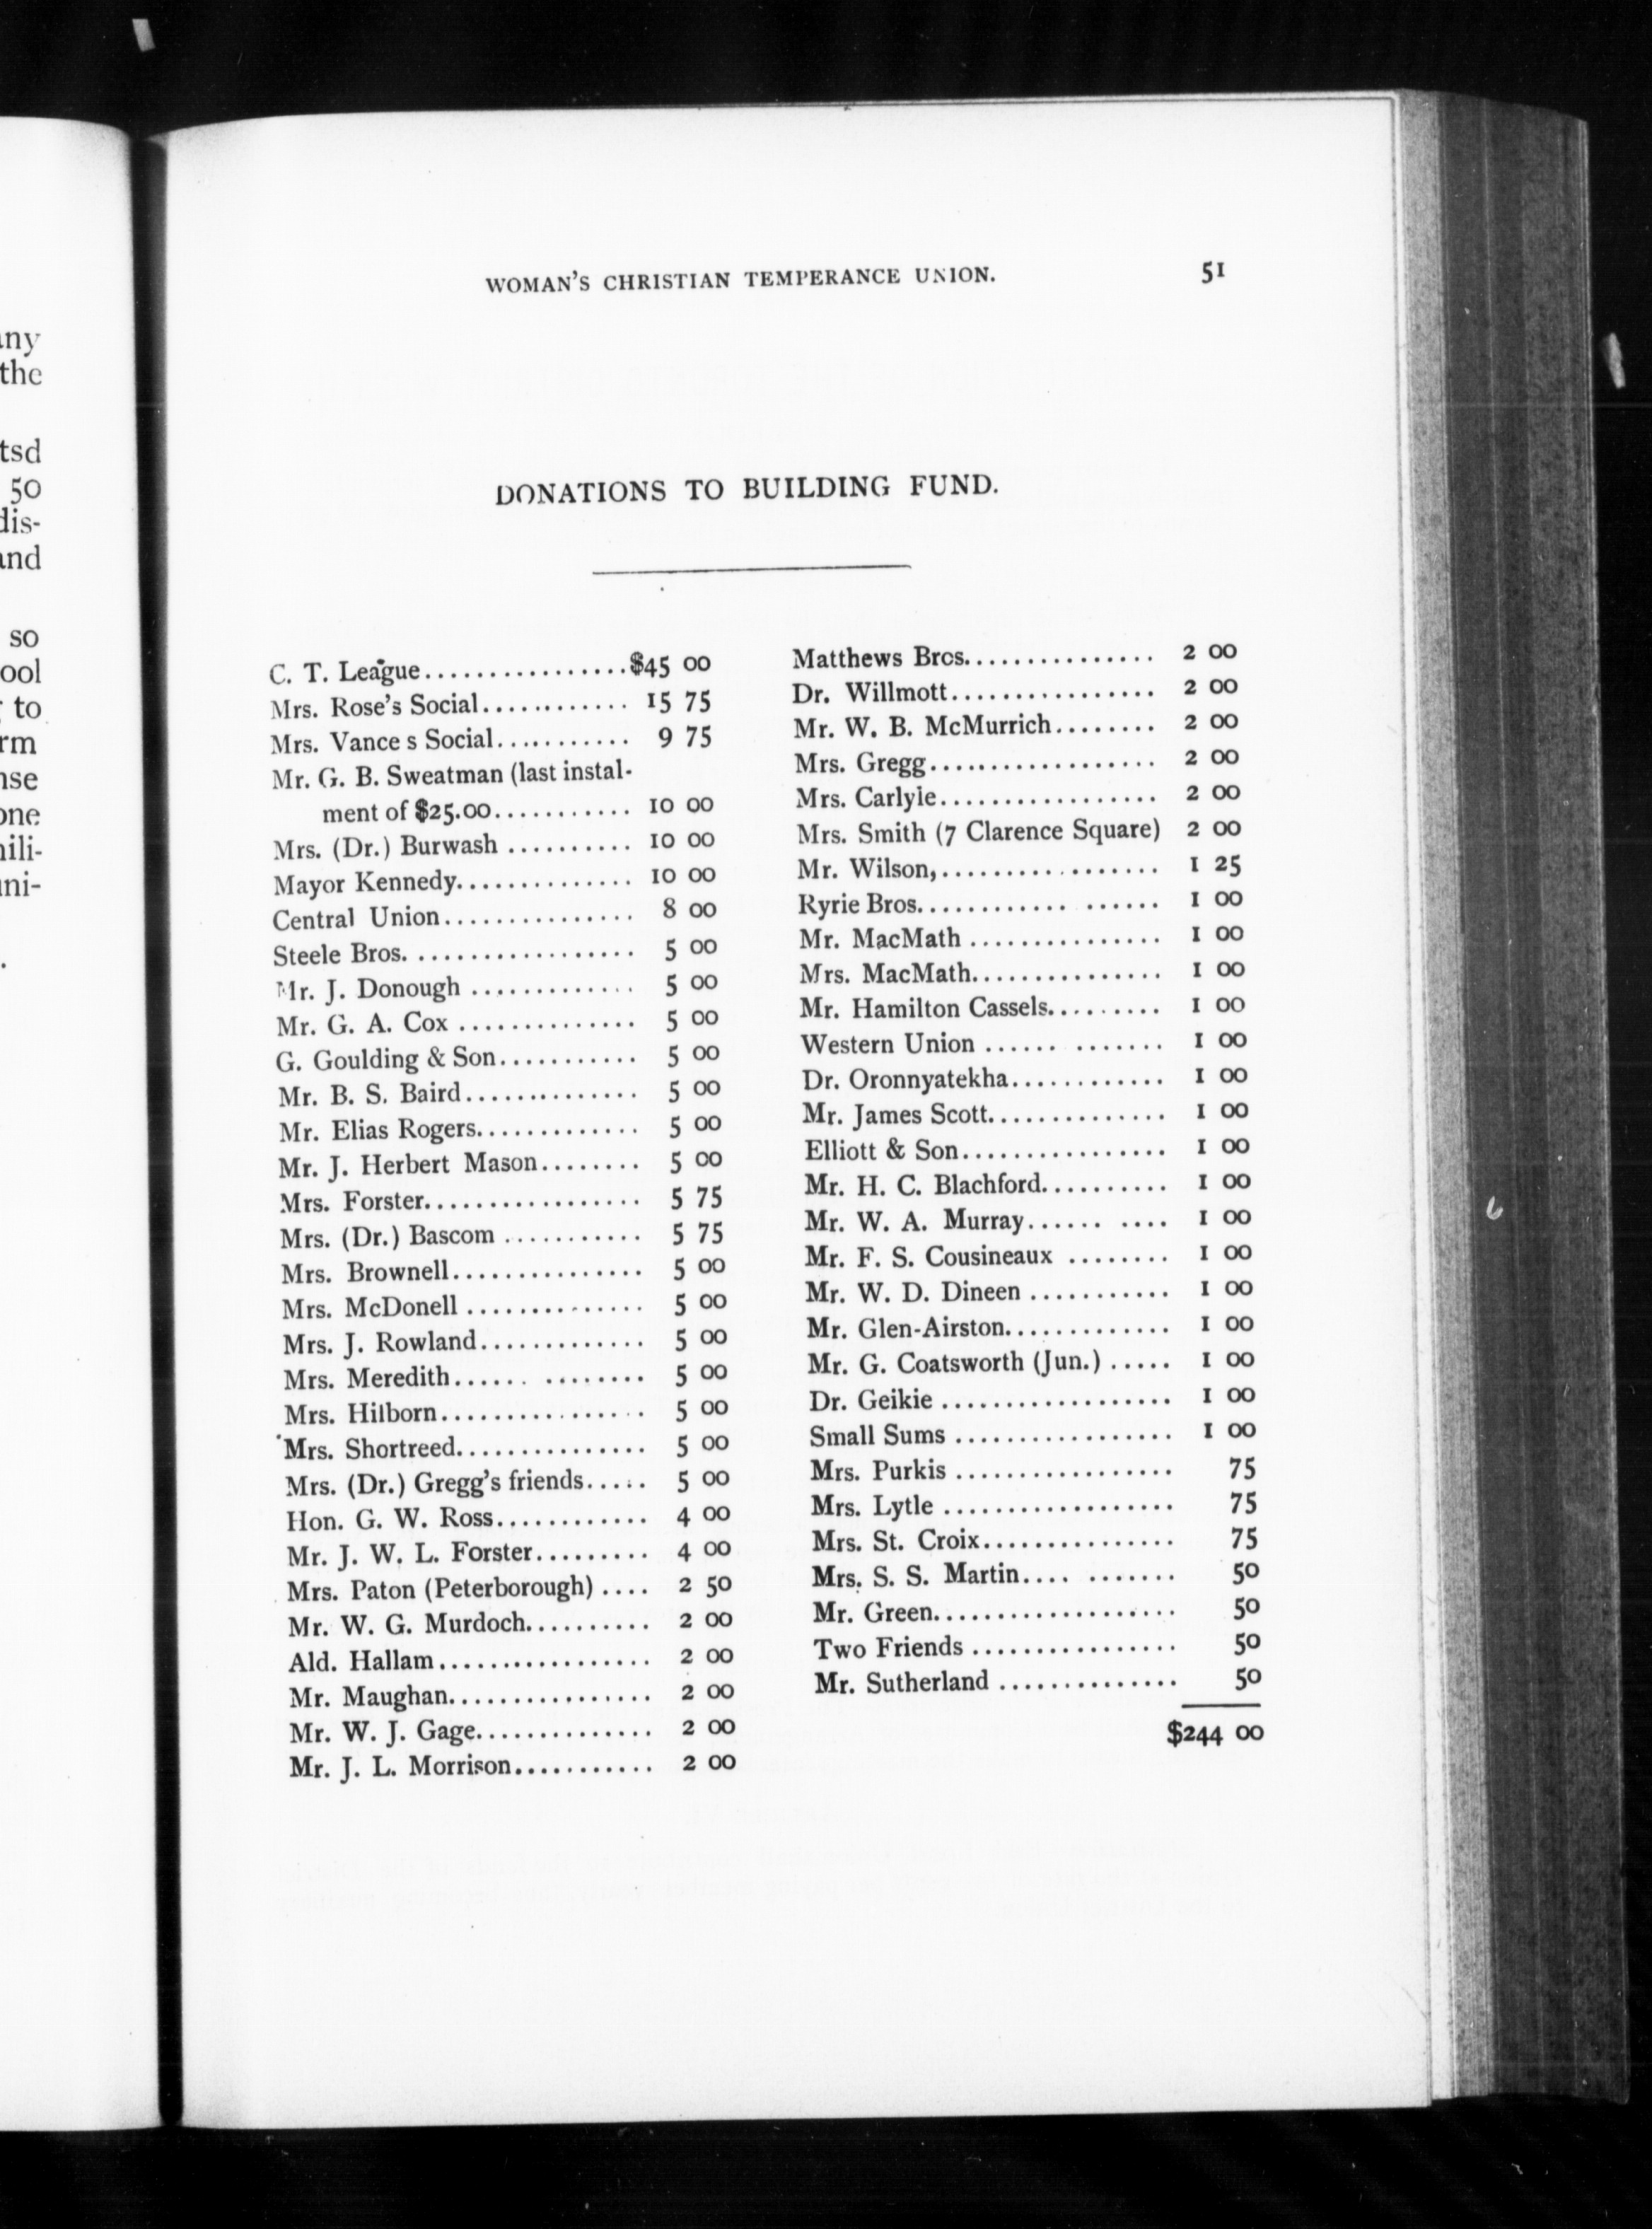 any
the
tsd
50
dis-
and
so
ool
to
rm
nse
one
nili-
uni-
WOMAN'S CHRISTIAN TEMPERANCE UNION. 51
DONATIONS TO BUILDING FUND.
C. T. League................$45 00
Mrs. Rose's Social............ 15 75
Mrs. Vance s Social........... 9 75
Mr. G. B. Sweatman (last instal-
ment of $25.00........... 10 00
Mrs. (Dr.) Burwash .......... 10 00
Mayor Kennedy.............. 10 00
Central Union............... 8 00
Steele Bros. ................. 5 00
Mr. J. Donough ............. 5 00
Mr. G. A. Cox .............. 5 00
G. Goulding & Son........... 5 00
Mr. B. S. Baird.............. 5 00
Mr. Elias Rogers............. 5 00
Mr. J. Herbert Mason........ 5 00
Mrs. Forster................. 5 75
Mrs. (Dr.) Bascom ........... 5 75
Mrs. Brownell............... 5 00
Mrs. McDonell .............. 5 00
Mrs. J. Rowland............. 5 00
Mrs. Meredith...... ........ 5 00
Mrs. Hilborn................ 5 00
Mrs. Shortreed............... 5 00
Mrs. (Dr.) Gregg's friends..... 5 00
Hon. G. W. Ross............ 4 00
Mr. J. W. L. Forster......... 4 00
Mrs. Paton (Peterborough) .... 2 50
Mr. W. G. Murdoch.......... 2 00
Ald. Hallam................. 2 00
Mr. Maughan................ 2 00
Mr. W. J. Gage.............. 2 00
Mr. J. L. Morrison........... 2 00
Matthews Bros............... 2 00
Dr. Willmott................ 2 00
Mr. W. B. McMurrich........ 2 00
Mrs. Gregg.................. 2 00
Mrs. Carlyle................. 2 00
Mrs. Smith (7 Clarence Square) 2 00
Mr. Wilson,................. 1 25
Ryrie Bros............ ...... 1 00
Mr. MacMath ............... 1 00
Mrs. MacMath............... 1 00
Mr. Hamilton Cassels......... 1 00
Western Union ...... ....... 1 00
Dr. Oronnyatekha............ 1 00
Mr. James Scott.............. 1 00
Elliott & Son................ 1 00
Mr. H. C. Blachford.......... 1 00
Mr. W. A. Murray...... .... 1 00
Mr. F. S. Cousineaux ........ 1 00
Mr. W. D. Dineen ........... 1 00
Mr. Glen-Airston............. 1 00
Mr. G. Coatsworth (Jun.) ..... 1 00
Dr. Geikie .................. 1 00
Small Sums ................. 1 00
Mrs. Purkis ................. 75
Mrs. Lytle .................. 75
Mrs. St. Croix............... 75
Mrs. S. S. Martin.... ....... 50
Mr. Green................... 50
Two Friends ................ 50
Mr. Sutherland .............. 50
$244 00